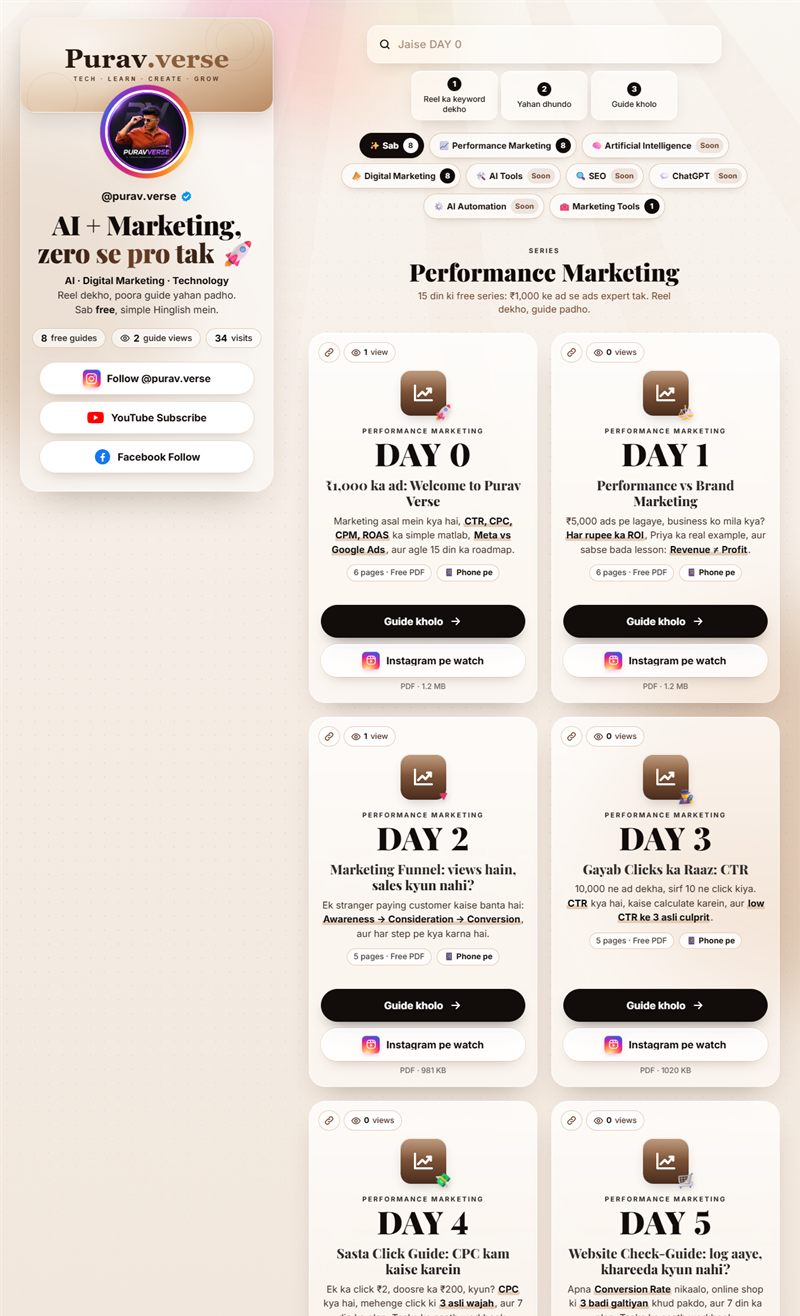 Purav.verse
TECH · LEARN · CREATE · GROW
PURAVVERSE
@purav.verse
AI + Marketing,
zero se pro tak 🚀
AI · Digital Marketing · Technology
Reel dekho, poora guide yahan padho.
Sab free, simple Hinglish mein.
8 free guides
2 guide views
34 visits
Follow @purav.verse
YouTube Subscribe
Facebook Follow
Jaise DAY 0
1
Reel ka keyword
dekho
2
Yahan dhundo
3
Guide kholo
✨ Sab 8
📈 Performance Marketing 8
🧠 Artificial Intelligence Soon
📣 Digital Marketing 8
🛠️ AI Tools Soon
🔍 SEO Soon
💬 ChatGPT Soon
⚙️ AI Automation Soon
🧰 Marketing Tools 1
SERIES
Performance Marketing
15 din ki free series: ₹1,000 ke ad se ads expert tak. Reel
dekho, guide padho.
1 view
PERFORMANCE MARKETING
DAY 0
₹1,000 ka ad: Welcome to Purav
Verse
Marketing asal mein kya hai, CTR, CPC,
CPM, ROAS ka simple matlab, Meta vs
Google Ads, aur agle 15 din ka roadmap.
6 pages · Free PDF
Phone pe
Guide kholo →
Instagram pe watch
PDF · 1.2 MB
0 views
PERFORMANCE MARKETING
DAY 1
Performance vs Brand
Marketing
₹5,000 ads pe lagaye, business ko mila kya?
Har rupee ka ROI, Priya ka real example, aur
sabse bada lesson: Revenue ≠ Profit.
6 pages · Free PDF
Phone pe
Guide kholo →
Instagram pe watch
PDF · 1.2 MB
1 view
PERFORMANCE MARKETING
DAY 2
Marketing Funnel: views hain,
sales kyun nahi?
Ek stranger paying customer kaise banta hai:
Awareness → Consideration → Conversion,
aur har step pe kya karna hai.
5 pages · Free PDF
Phone pe
Guide kholo →
Instagram pe watch
PDF · 981 KB
0 views
PERFORMANCE MARKETING
DAY 3
Gayab Clicks ka Raaz: CTR
10,000 ne ad dekha, sirf 10 ne click kiya.
CTR kya hai, kaise calculate karein, aur low
CTR ke 3 asli culprit.
5 pages · Free PDF
Phone pe
Guide kholo →
Instagram pe watch
PDF · 1020 KB
0 views
PERFORMANCE MARKETING
DAY 4
Sasta Click Guide: CPC kam
kaise karein
Ek ka click ₹2, doosre ka ₹200, kyun? CPC
kya hai, mehenge click ki 3 asli wajah, aur 7
0 views
PERFORMANCE MARKETING
DAY 5
Website Check-Guide: log aaye,
khareeda kyun nahi?
Apna Conversion Rate nikaalo, online shop
ki 3 badi galtiyan khud pakdo, aur 7 din ka